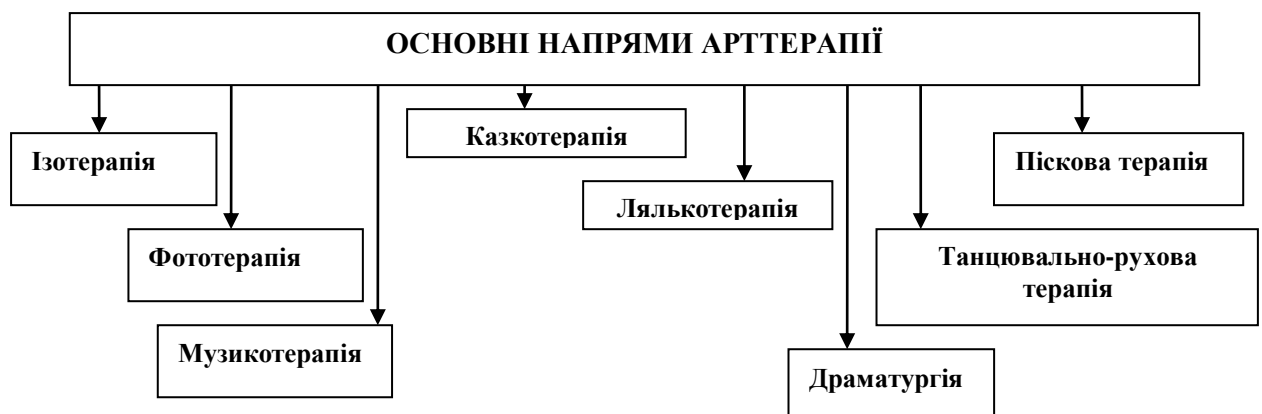 ОСНОВНІ НАПРЯМИ АРТТЕРАПІЇ
Ізотерапія
Фототерапія
Музикотерапія
Казкотерапія
Лялькотерапія
Драматургія
Танцювально-рухова
терапія
Піскова терапія